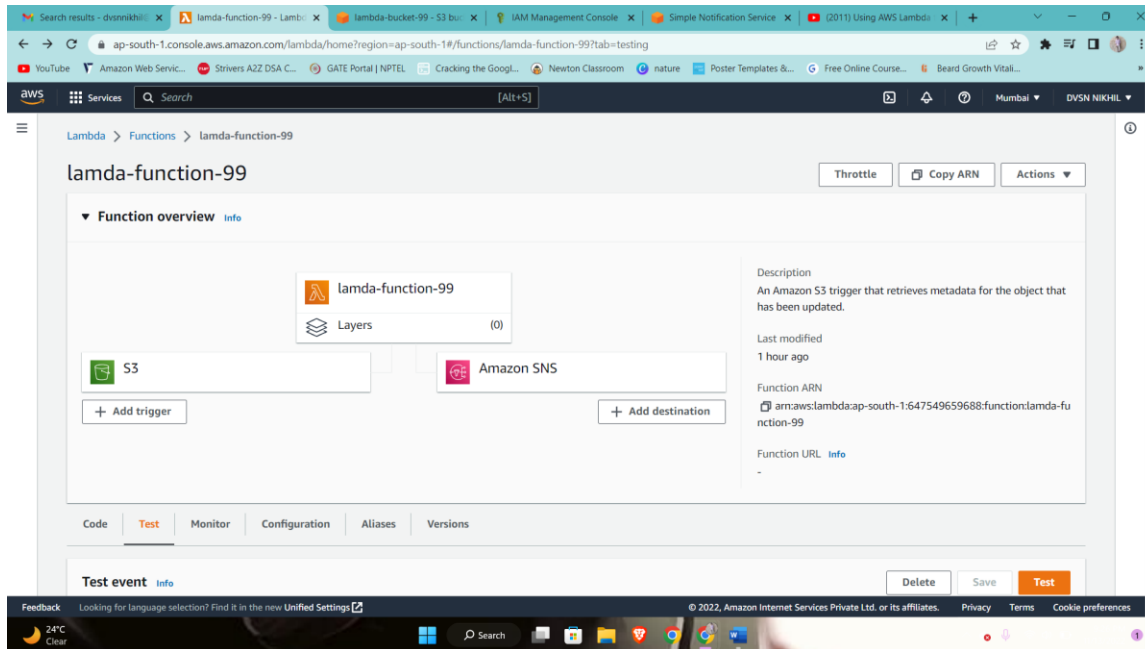 Search results - dvsnnikhil
lamda-function-99 - Lambd
lambda-bucket-99 - S3 buc
IAM Management Console
Simple Notification Service
(2011) Using AWS Lambda
ap-south-1.console.aws.amazon.com/lambda/home?region=ap-south-1#/functions/lamda-function-99?tab=testing
YouTube
Amazon Web Servic...
Strivers A2Z DSA C...
GATE Portal | NPTEL
Cracking the Googl...
Newton Classroom
nature
Poster Templates &...
Free Online Course...
Beard Growth Vitali...
aws
Services
Search
[Alt+S]
Mumbai ▼
DVSN NIKHIL ▼
Lambda > Functions > lamda-function-99
lamda-function-99
Throttle
Copy ARN
Actions ▼
▼ Function overview Info
lamda-function-99
Layers (0)
S3
Amazon SNS
+ Add trigger
+ Add destination
Description
An Amazon S3 trigger that retrieves metadata for the object that
has been updated.
Last modified
1 hour ago
Function ARN
arn:aws:lambda:ap-south-1:647549659688:function:lamda-fu
nction-99
Function URL Info
-
Code
Test
Monitor
Configuration
Aliases
Versions
Test event Info
Delete
Save
Test
Feedback
Looking for language selection? Find it in the new Unified Settings
© 2022, Amazon Internet Services Private Ltd. or its affiliates.
Privacy
Terms
Cookie preferences
24°C
Clear
Search
1